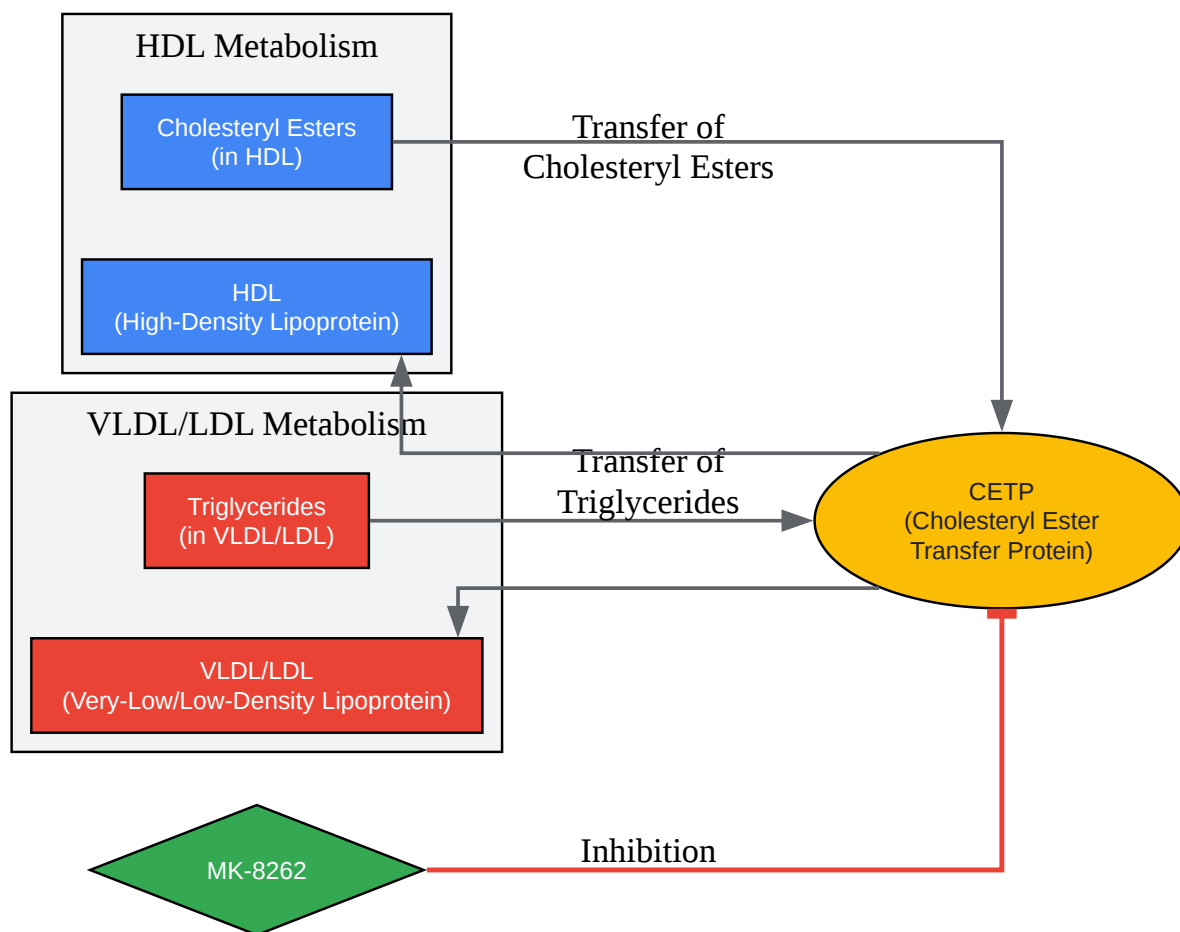 HDL Metabolism
Cholesteryl Esters
(in HDL)
Transfer of
Cholesteryl Esters
HDL
(High-Density Lipoprotein)
VLDL/LDL Metabolism
Triglycerides
(in VLDL/LDL)
Transfer of
Triglycerides
CETP
(Cholesteryl Ester
Transfer Protein)
VLDL/LDL
(Very-Low/Low-Density Lipoprotein)
MK-8262
Inhibition